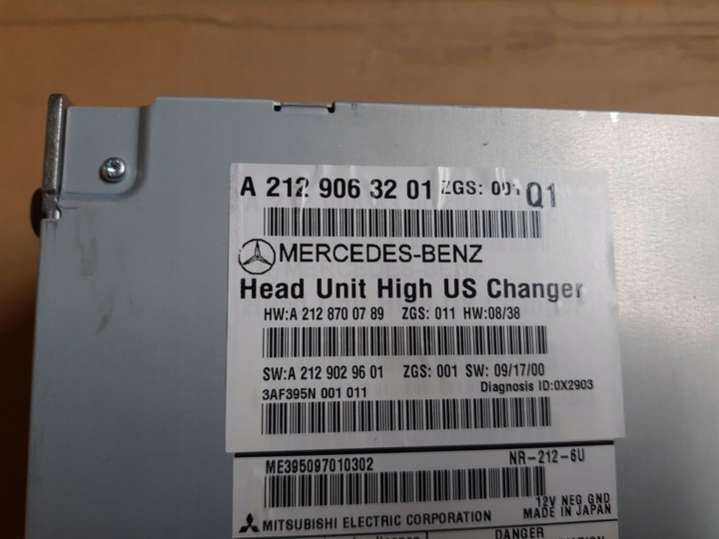 A 212 906 32 01 ZGS: 001 Q1
MERCEDES-BENZ
Head Unit High US Changer
HW:A 212 870 07 89 ZGS: 011 HW:08/38
SW:A 212 902 96 01 ZGS: 001 SW: 09/17/00
3AF395N 001 011 Diagnosis ID:0X2903
ME395097010302 NR-212-6U
12V NEG GND
MITSUBISHI ELECTRIC CORPORATION MADE IN JAPAN
DANGER